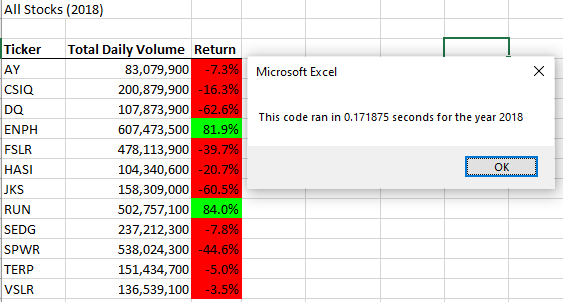 All Stocks (2018)
Ticker Total Daily Volume Return
AY 83,079,900 -7.3%
CSIQ 200,879,900 -16.3%
DQ 107,873,900 -62.6%
ENPH 607,473,500 81.9%
FSLR 478,113,900 -39.7%
HASI 104,340,600 -20.7%
JKS 158,309,000 -60.5%
RUN 502,757,100 84.0%
SEDG 237,212,300 -7.8%
SPWR 538,024,300 -44.6%
TERP 151,434,700 -5.0%
VSLR 136,539,100 -3.5%
Microsoft Excel
This code ran in 0.171875 seconds for the year 2018
OK